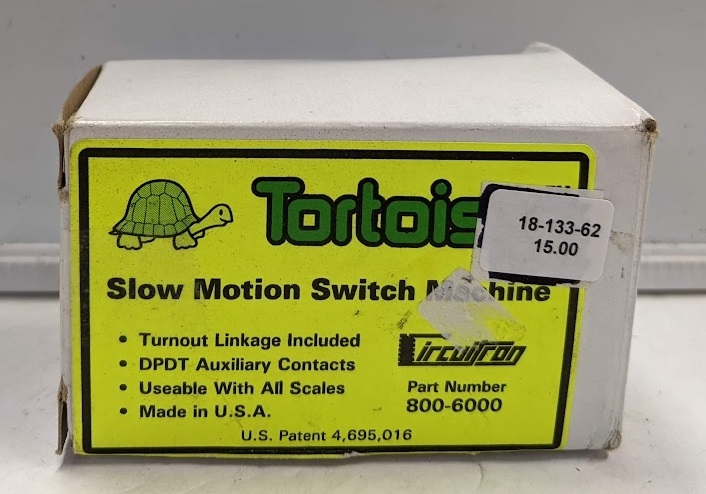 Tortois
18-133-62
15.00
Slow Motion Switch Machine
• Turnout Linkage Included
• DPDT Auxiliary Contacts
• Useable With All Scales
• Made in U.S.A.
Circuitron
Part Number
800-6000
U.S. Patent 4,695,016